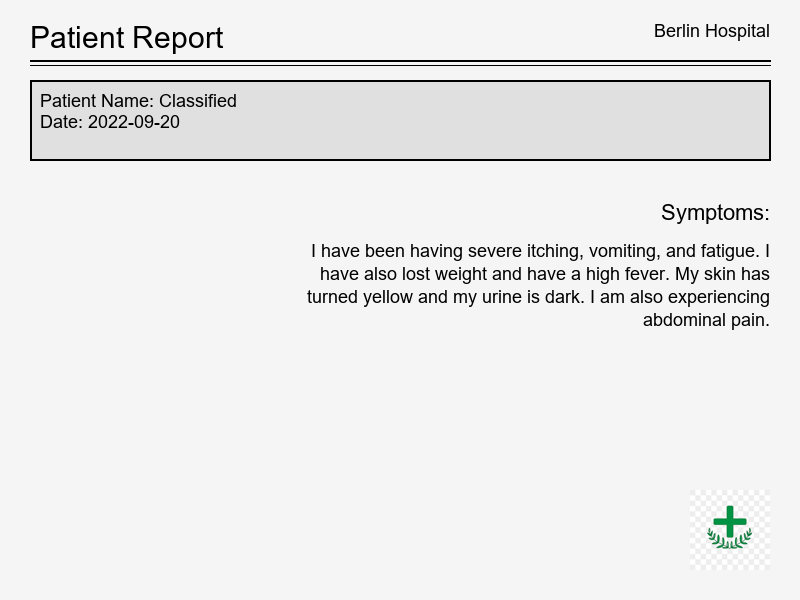 Patient Report
Berlin Hospital
Patient Name: Classified
Date: 2022-09-20
Symptoms:
I have been having severe itching, vomiting, and fatigue. I
have also lost weight and have a high fever. My skin has
turned yellow and my urine is dark. I am also experiencing
abdominal pain.